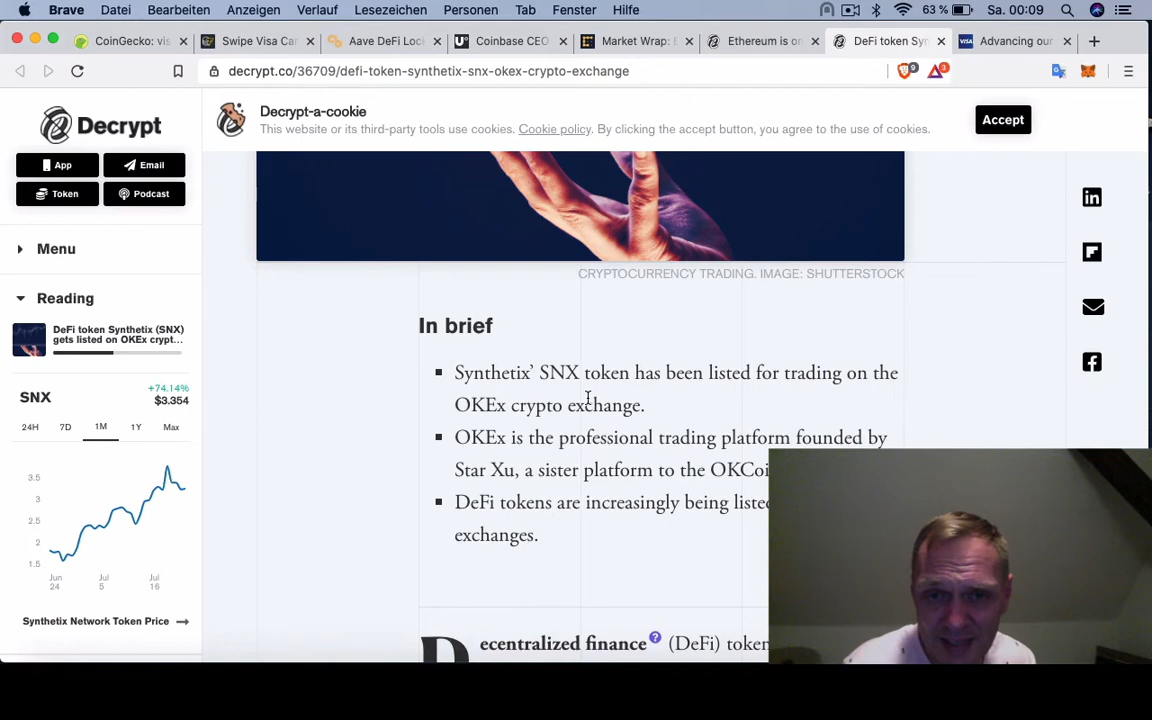 Brave Datei Bearbeiten Anzeigen Verlauf Lesezeichen Personen Tab Fenster Hilfe 63 % Sa. 00:09
CoinGecko: vis Swipe Visa Car Aave DeFi Lock Coinbase CEO Market Wrap: E Ethereum is on DeFi token Syn Advancing our
decrypt.co/36709/defi-token-synthetix-snx-okex-crypto-exchange 9 3
Decrypt
App Email
Token Podcast
Menu
Reading
DeFi token Synthetix (SNX)
gets listed on OKEx crypt...
SNX +74.14%
$3.354
24H 7D 1M 1Y Max
3.5
3
2.5
2
1.5
Jun
24
Jul
5
Jul
16
Synthetix Network Token Price
Decrypt-a-cookie
This website or its third-party tools use cookies. Cookie policy. By clicking the accept button, you agree to the use of cookies.
Accept
CRYPTOCURRENCY TRADING. IMAGE: SHUTTERSTOCK
In brief
Synthetix’ SNX token has been listed for trading on the
OKEx crypto exchange.
OKEx is the professional trading platform founded by
Star Xu, a sister platform to the OKCoi
DeFi tokens are increasingly being listed
exchanges.
Decentralized finance ? (DeFi) token